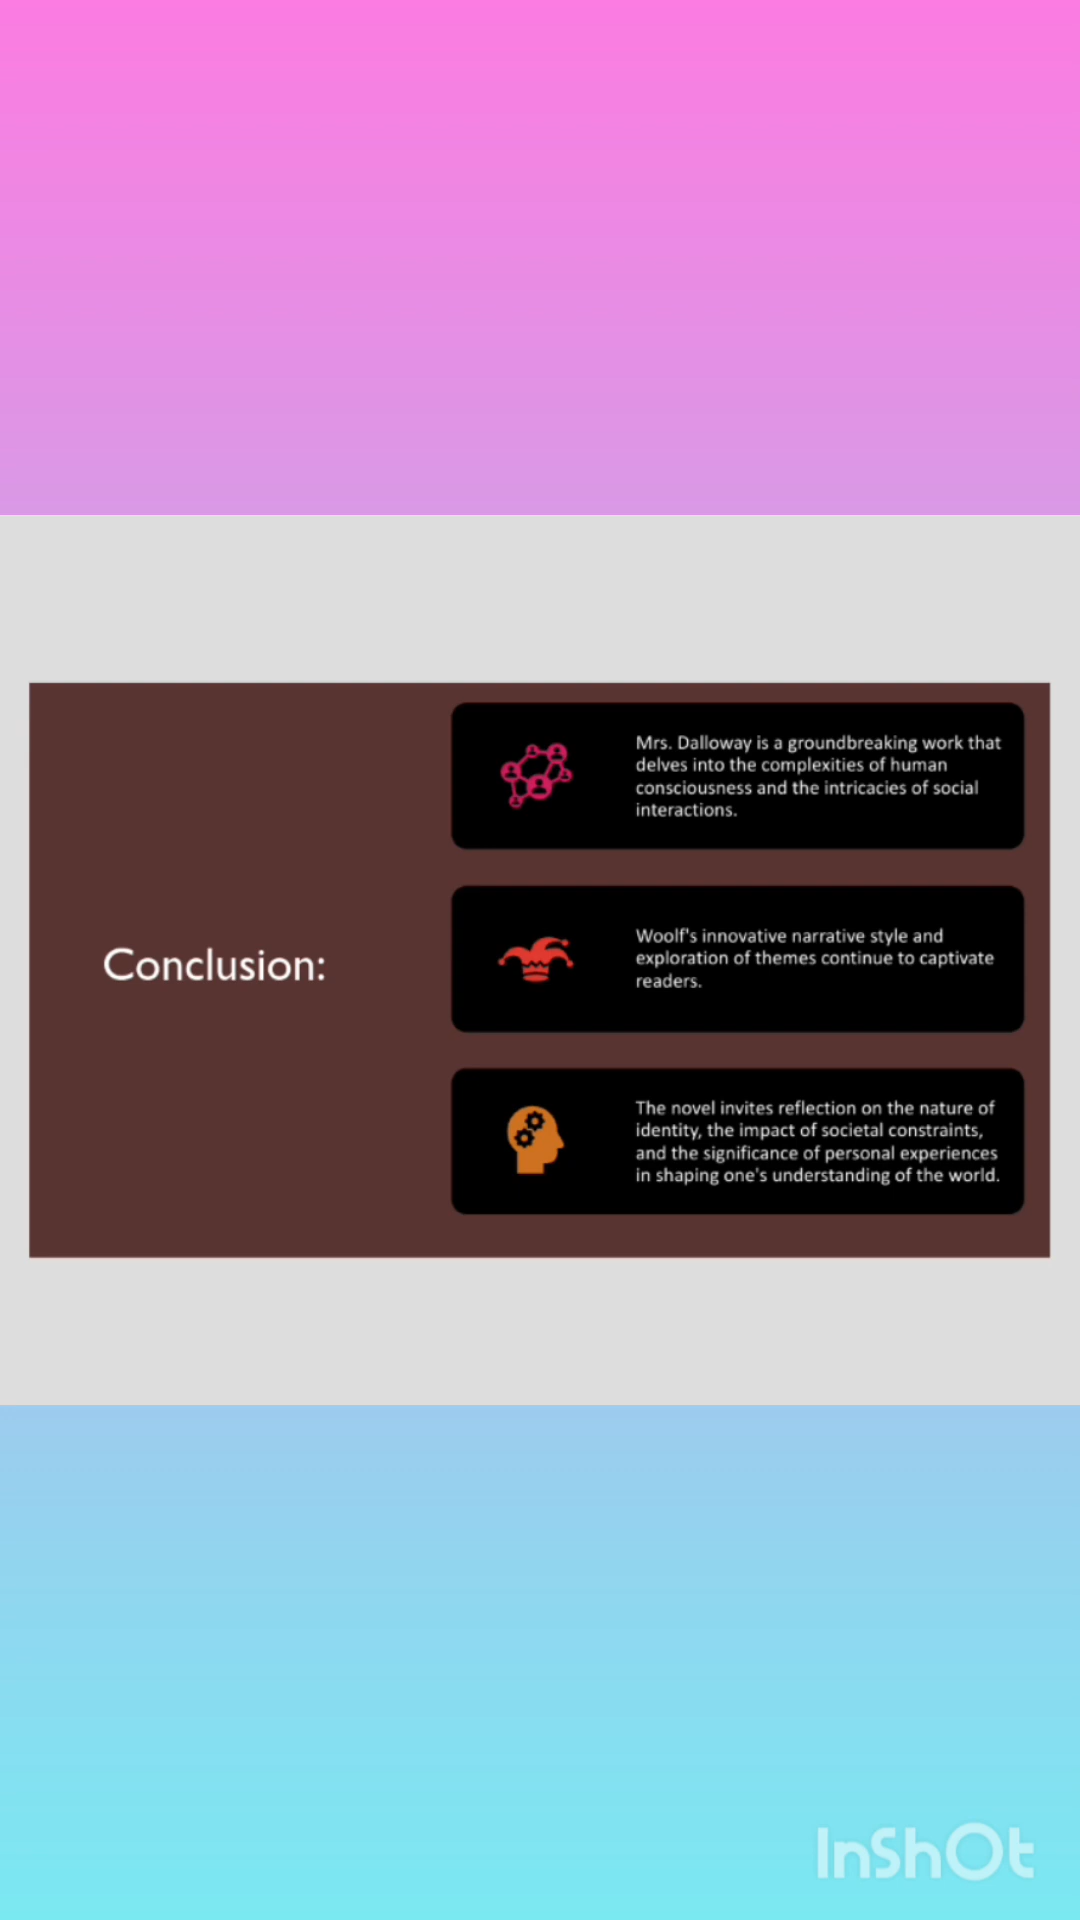 Conclusion:
Mrs. Dalloway is a groundbreaking work that
delves into the complexities of human
consciousness and the intricacies of social
interactions.
Woolf's innovative narrative style and
exploration of themes continue to captivate
readers.
The novel invites reflection on the nature of
identity, the impact of societal constraints,
and the significance of personal experiences
in shaping one's understanding of the world.
InShOt